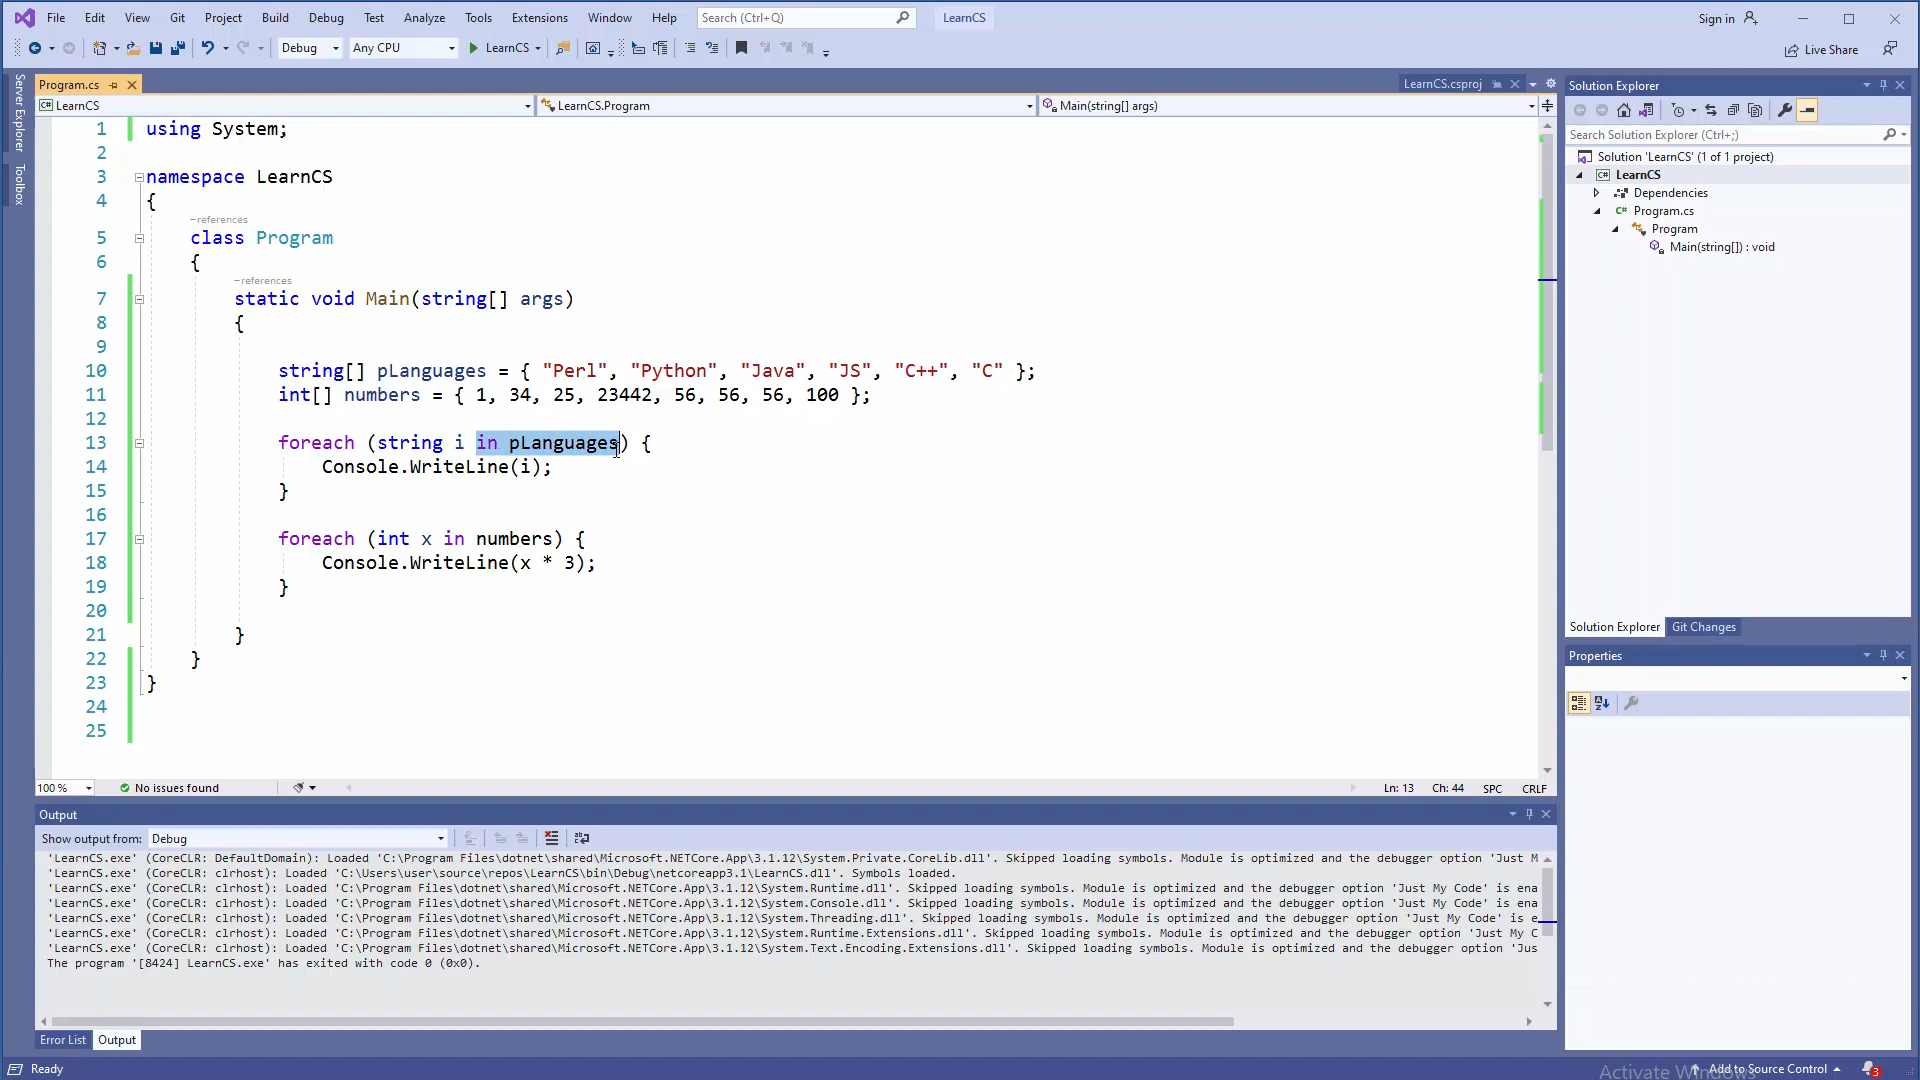 File Edit View Git Project Build Debug Test Analyze Tools Extensions Window Help Search (Ctrl+Q) LearnCS Sign in
Debug Any CPU LearnCS Live Share
Server Explorer
Toolbox
Program.cs LearnCS.csproj
LearnCS LearnCS.Program Main(string[] args)
1 using System;
2
3 namespace LearnCS
4 {
references
5 class Program
6 {
references
7 static void Main(string[] args)
8 {
9
10 string[] pLanguages = { "Perl", "Python", "Java", "JS", "C++", "C" };
11 int[] numbers = { 1, 34, 25, 23442, 56, 56, 56, 100 };
12
13 foreach (string i in pLanguages) {
14 Console.WriteLine(i);
15 }
16
17 foreach (int x in numbers) {
18 Console.WriteLine(x * 3);
19 }
20
21 }
22 }
23 }
24
25
100 % No issues found Ln: 13 Ch: 44 SPC CRLF
Output
Show output from: Debug
'LearnCS.exe' (CoreCLR: DefaultDomain): Loaded 'C:\Program Files\dotnet\shared\Microsoft.NETCore.App\3.1.12\System.Private.CoreLib.dll'. Skipped loading symbols. Module is optimized and the debugger option 'Just M
'LearnCS.exe' (CoreCLR: clrhost): Loaded 'C:\Users\user\source\repos\LearnCS\bin\Debug\netcoreapp3.1\LearnCS.dll'. Symbols loaded.
'LearnCS.exe' (CoreCLR: clrhost): Loaded 'C:\Program Files\dotnet\shared\Microsoft.NETCore.App\3.1.12\System.Runtime.dll'. Skipped loading symbols. Module is optimized and the debugger option 'Just My Code' is ena
'LearnCS.exe' (CoreCLR: clrhost): Loaded 'C:\Program Files\dotnet\shared\Microsoft.NETCore.App\3.1.12\System.Console.dll'. Skipped loading symbols. Module is optimized and the debugger option 'Just My Code' is ena
'LearnCS.exe' (CoreCLR: clrhost): Loaded 'C:\Program Files\dotnet\shared\Microsoft.NETCore.App\3.1.12\System.Threading.dll'. Skipped loading symbols. Module is optimized and the debugger option 'Just My Code' is e
'LearnCS.exe' (CoreCLR: clrhost): Loaded 'C:\Program Files\dotnet\shared\Microsoft.NETCore.App\3.1.12\System.Runtime.Extensions.dll'. Skipped loading symbols. Module is optimized and the debugger option 'Just My C
'LearnCS.exe' (CoreCLR: clrhost): Loaded 'C:\Program Files\dotnet\shared\Microsoft.NETCore.App\3.1.12\System.Text.Encoding.Extensions.dll'. Skipped loading symbols. Module is optimized and the debugger option 'Jus
The program '[8424] LearnCS.exe' has exited with code 0 (0x0).
Error List Output
Ready
Solution Explorer
Search Solution Explorer (Ctrl+;)
Solution 'LearnCS' (1 of 1 project)
LearnCS
Dependencies
Program.cs
Program
Main(string[]) : void
Solution Explorer Git Changes
Properties
Activate Windows
Add to Source Control 3